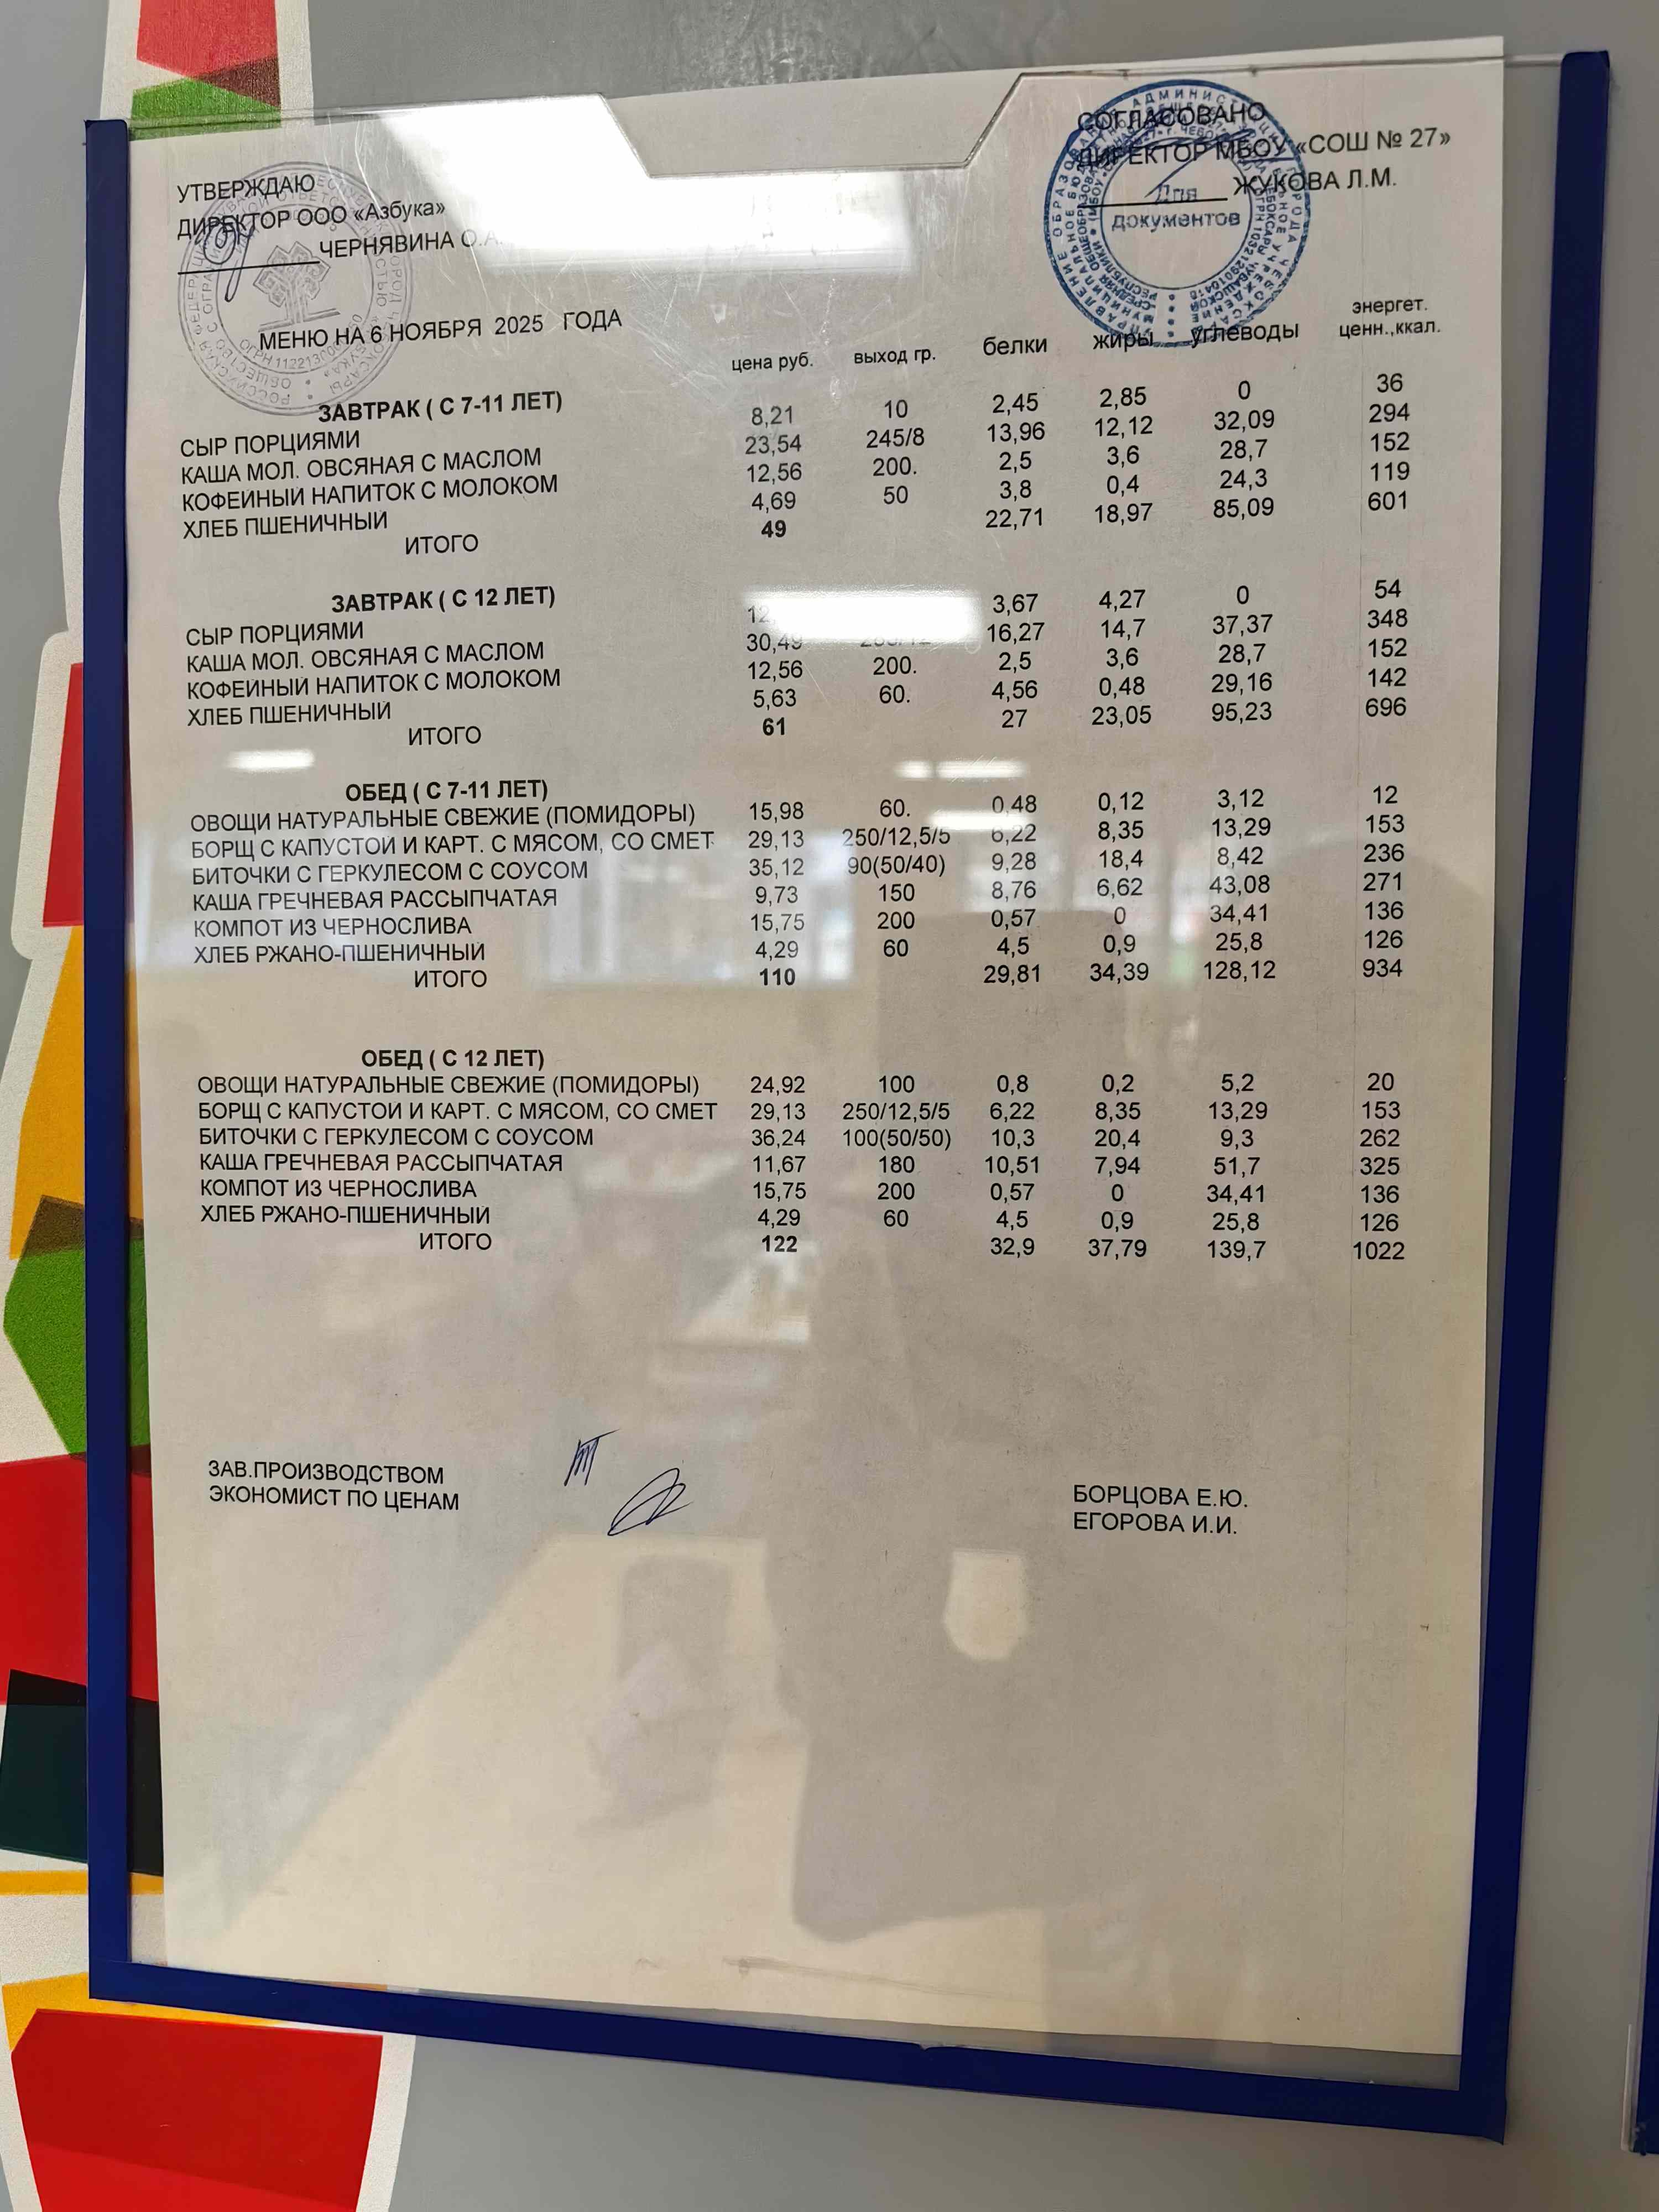 УТВЕРЖДАЮ
ДИРЕКТОР ООО «Азбука»
ЧЕРНЯВИНА О.А.
СОГЛАСОВАНО
ДИРЕКТОР МБОУ «СОШ № 27»
ЖУКОВА Л.М.
Для
документов
МЕНЮ НА 6 НОЯБРЯ 2025 ГОДА
цена руб. выход гр. белки жиры углеводы энергет. ценн.,ккал.
ЗАВТРАК ( С 7-11 ЛЕТ)
СЫР ПОРЦИЯМИ 8,21 10 2,45 2,85 0 36
КАША МОЛ. ОВСЯНАЯ С МАСЛОМ 23,54 245/8 13,96 12,12 32,09 294
КОФЕЙНЫЙ НАПИТОК С МОЛОКОМ 12,56 200. 2,5 3,6 28,7 152
ХЛЕБ ПШЕНИЧНЫЙ 4,69 50 3,8 0,4 24,3 119
ИТОГО 49 22,71 18,97 85,09 601
ЗАВТРАК ( С 12 ЛЕТ)
СЫР ПОРЦИЯМИ 3,67 4,27 0 54
КАША МОЛ. ОВСЯНАЯ С МАСЛОМ 30,49 16,27 14,7 37,37 348
КОФЕЙНЫЙ НАПИТОК С МОЛОКОМ 12,56 200. 2,5 3,6 28,7 152
ХЛЕБ ПШЕНИЧНЫЙ 5,63 60. 4,56 0,48 29,16 142
ИТОГО 61 27 23,05 95,23 696
ОБЕД ( С 7-11 ЛЕТ)
ОВОЩИ НАТУРАЛЬНЫЕ СВЕЖИЕ (ПОМИДОРЫ) 15,98 60. 0,48 0,12 3,12 12
БОРЩ С КАПУСТОЙ И КАРТ. С МЯСОМ, СО СМЕТ 29,13 250/12,5/5 6,22 8,35 13,29 153
БИТОЧКИ С ГЕРКУЛЕСОМ С СОУСОМ 35,12 90(50/40) 9,28 18,4 8,42 236
КАША ГРЕЧНЕВАЯ РАССЫПЧАТАЯ 9,73 150 8,76 6,62 43,08 271
КОМПОТ ИЗ ЧЕРНОСЛИВА 15,75 200 0,57 0 34,41 136
ХЛЕБ РЖАНО-ПШЕНИЧНЫЙ 4,29 60 4,5 0,9 25,8 126
ИТОГО 110 29,81 34,39 128,12 934
ОБЕД ( С 12 ЛЕТ)
ОВОЩИ НАТУРАЛЬНЫЕ СВЕЖИЕ (ПОМИДОРЫ) 24,92 100 0,8 0,2 5,2 20
БОРЩ С КАПУСТОЙ И КАРТ. С МЯСОМ, СО СМЕТ 29,13 250/12,5/5 6,22 8,35 13,29 153
БИТОЧКИ С ГЕРКУЛЕСОМ С СОУСОМ 36,24 100(50/50) 10,3 20,4 9,3 262
КАША ГРЕЧНЕВАЯ РАССЫПЧАТАЯ 11,67 180 10,51 7,94 51,7 325
КОМПОТ ИЗ ЧЕРНОСЛИВА 15,75 200 0,57 0 34,41 136
ХЛЕБ РЖАНО-ПШЕНИЧНЫЙ 4,29 60 4,5 0,9 25,8 126
ИТОГО 122 32,9 37,79 139,7 1022
ЗАВ.ПРОИЗВОДСТВОМ БОРЦОВА Е.Ю.
ЭКОНОМИСТ ПО ЦЕНАМ ЕГОРОВА И.И.